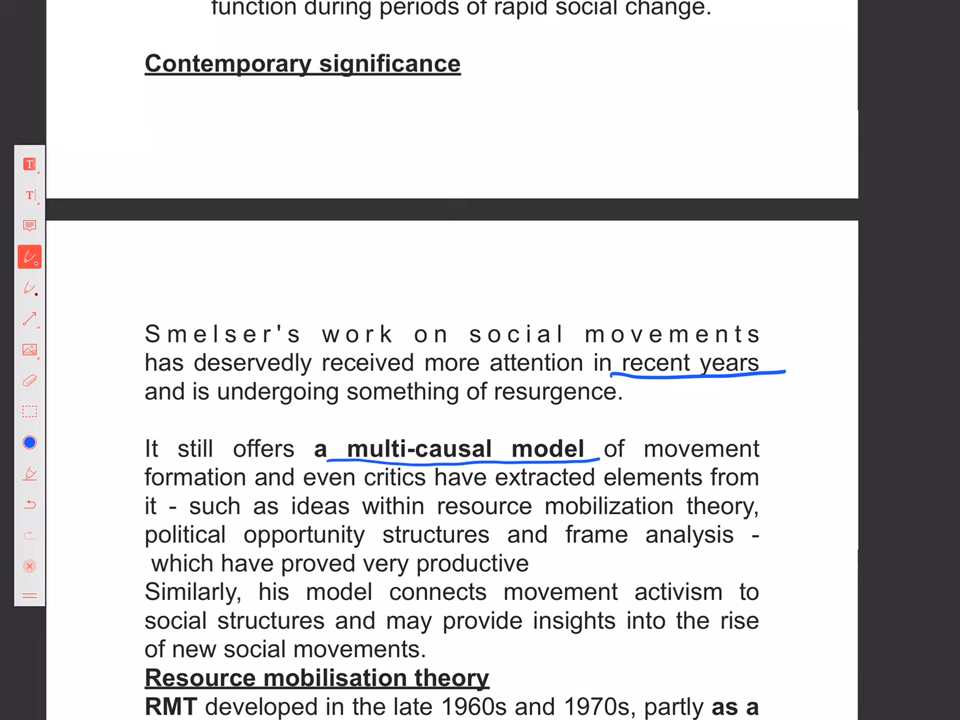 function during periods of rapid social change.
Contemporary significance
Smelser's work on social movements
has deservedly received more attention in recent years
and is undergoing something of resurgence.
It still offers a multi-causal model of movement
formation and even critics have extracted elements from
it - such as ideas within resource mobilization theory,
political opportunity structures and frame analysis -
which have proved very productive
Similarly, his model connects movement activism to
social structures and may provide insights into the rise
of new social movements.
Resource mobilisation theory
RMT developed in the late 1960s and 1970s, partly as a